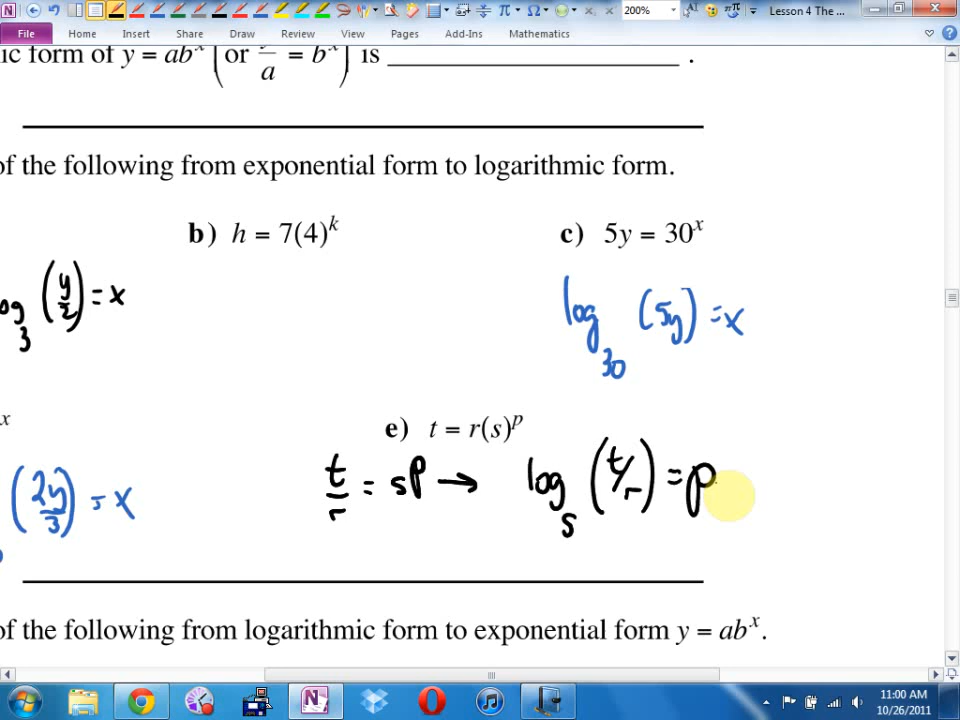 200% Lesson 4 The ...
File Home Insert Share Draw Review View Pages Add-Ins Mathematics
ic form of y = ab^x [or y/a = b^x] is ____________________ .
of the following from exponential form to logarithmic form.
b) h = 7(4)^k
c) 5y = 30^x
log_3 (y/2) = x
log_30 (5y) = x
x
e) t = r(s)^p
(2y/3) = x
t/r = s^p → log_s (t/r) = p
of the following from logarithmic form to exponential form y = ab^x.
11:00 AM
10/26/2011